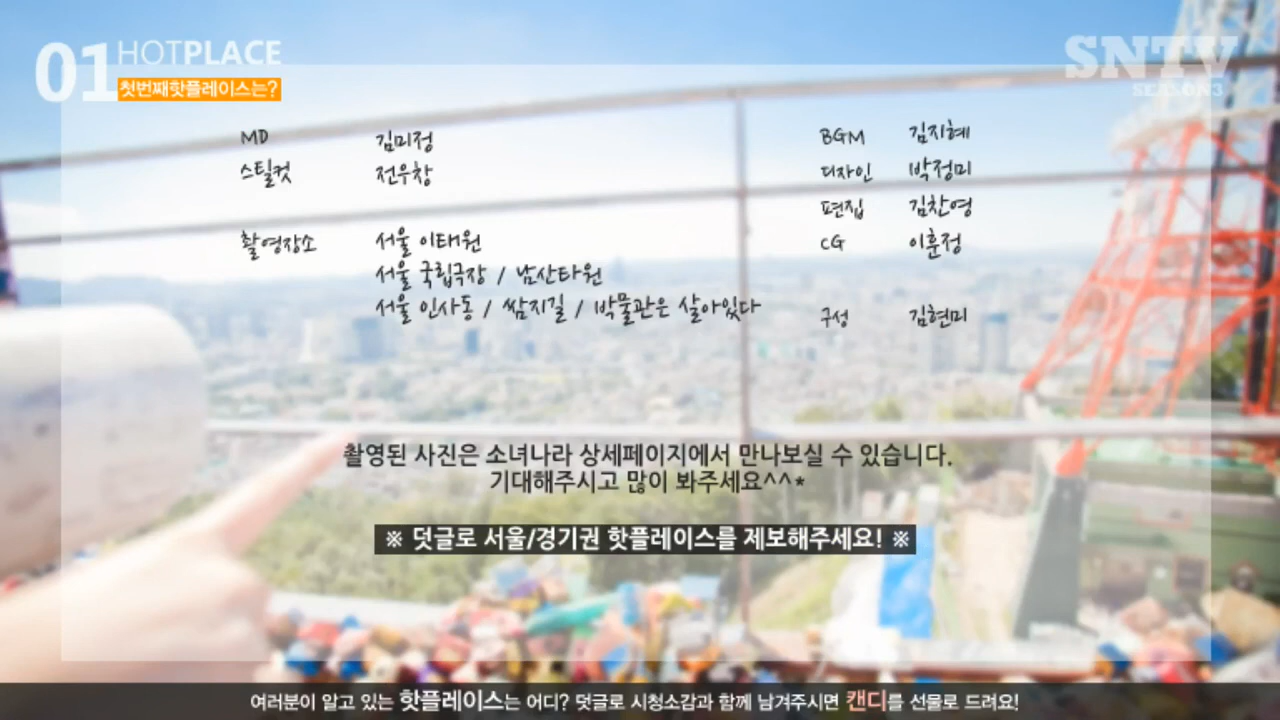 01 HOTPLACE
첫번째핫플레이스는?
SNTV
SEASON3
MD 김미정
스틸컷 전우창
촬영장소 서울 이태원
서울 국립극장 / 남산타워
서울 인사동 / 쌈지길 / 박물관은 살아있다
BGM 김지혜
디자인 박정미
편집 김찬영
CG 이훈정
구성 김현미
촬영된 사진은 소녀나라 상세페이지에서 만나보실 수 있습니다.
기대해주시고 많이 봐주세요^^*
※ 덧글로 서울/경기권 핫플레이스를 제보해주세요! ※
여러분이 알고 있는 핫플레이스는 어디? 덧글로 시청소감과 함께 남겨주시면 캔디를 선물로 드려요!